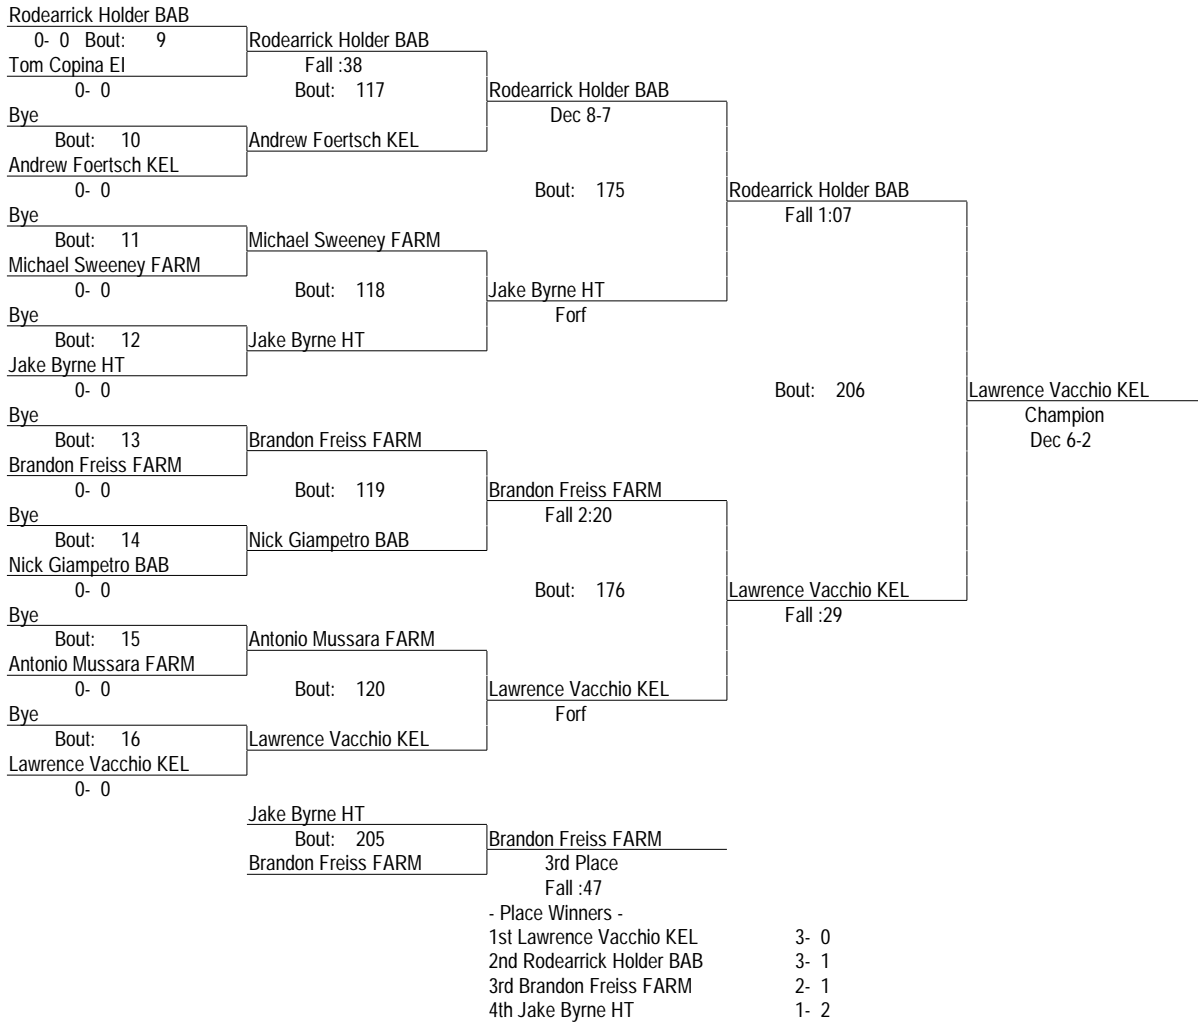 Rodearrick Holder BAB
0- 0 Bout: 9 Rodearrick Holder BAB
Tom Copina EI Fall :38
0- 0 Bout: 117 Rodearrick Holder BAB
Bye Dec 8-7
Bout: 10 Andrew Foertsch KEL
Andrew Foertsch KEL
0- 0 Bout: 175 Rodearrick Holder BAB
Bye Fall 1:07
Bout: 11 Michael Sweeney FARM
Michael Sweeney FARM
0- 0 Bout: 118 Jake Byrne HT
Bye Forf
Bout: 12 Jake Byrne HT
Jake Byrne HT
0- 0 Bout: 206 Lawrence Vacchio KEL
Bye Champion
Bout: 13 Brandon Freiss FARM Dec 6-2
Brandon Freiss FARM
0- 0 Bout: 119 Brandon Freiss FARM
Bye Fall 2:20
Bout: 14 Nick Giampetro BAB
Nick Giampetro BAB
0- 0 Bout: 176 Lawrence Vacchio KEL
Bye Fall :29
Bout: 15 Antonio Mussara FARM
Antonio Mussara FARM
0- 0 Bout: 120 Lawrence Vacchio KEL
Bye Forf
Bout: 16 Lawrence Vacchio KEL
Lawrence Vacchio KEL
0- 0
Jake Byrne HT
Bout: 205 Brandon Freiss FARM
Brandon Freiss FARM 3rd Place
Fall :47
- Place Winners -
1st Lawrence Vacchio KEL 3- 0
2nd Rodearrick Holder BAB 3- 1
3rd Brandon Freiss FARM 2- 1
4th Jake Byrne HT 1- 2